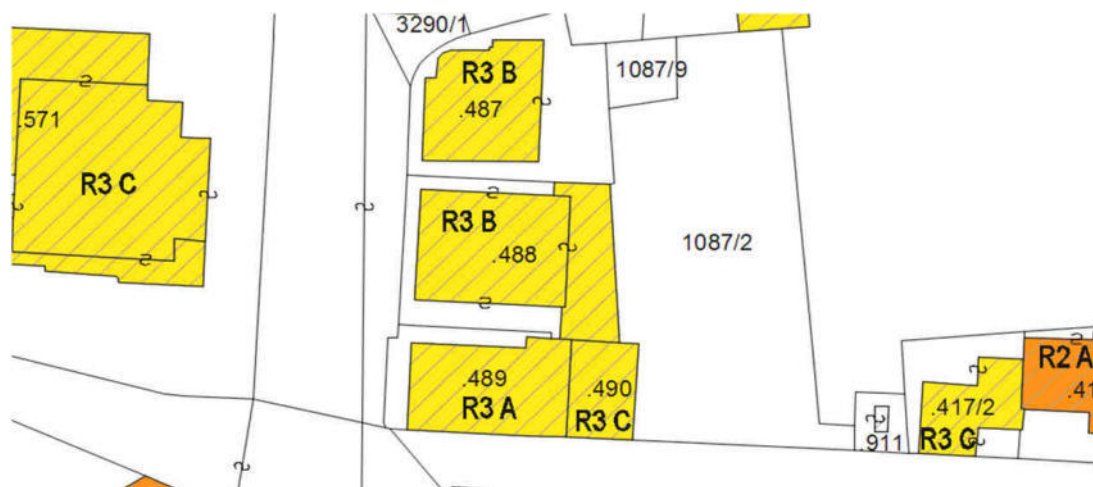 3290/1
R3 B
.487
1087/9
.571
R3 C
R3 B
.488
1087/2
.489
R3 A
.490
R3 C
R2 A
.417/2
R3 C
.911